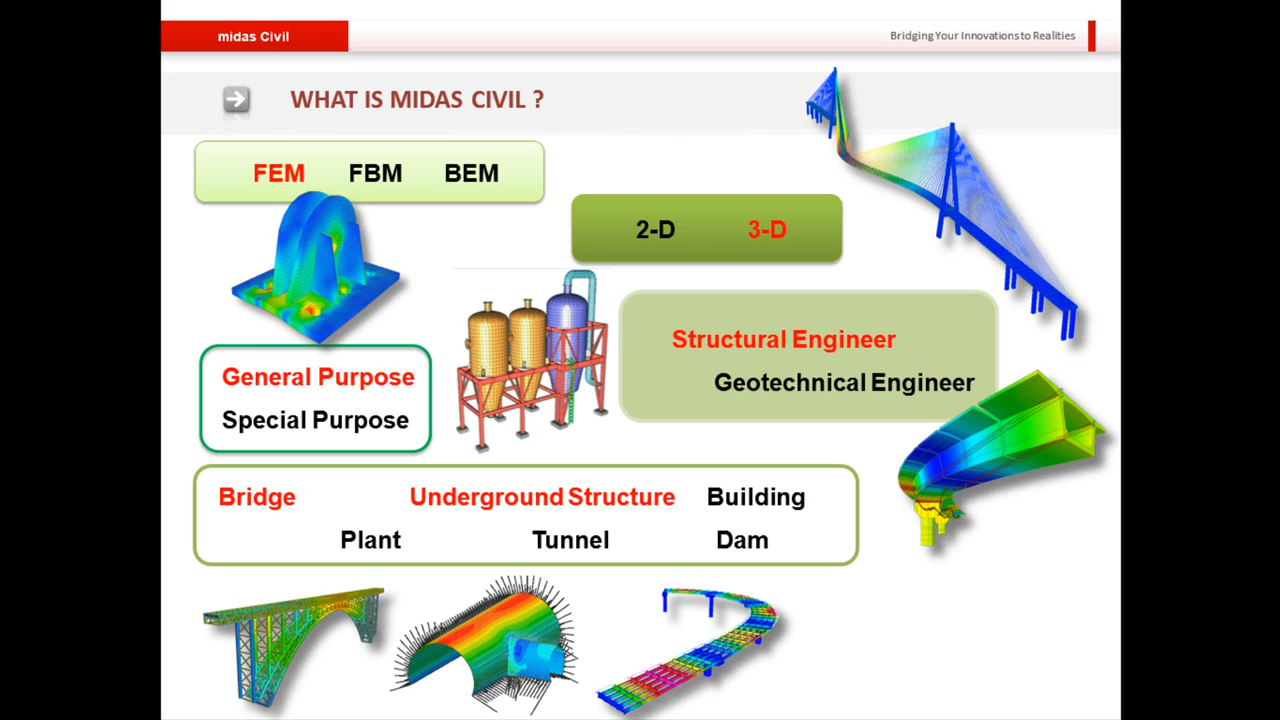 midas Civil
Bridging Your Innovations to Realities
WHAT IS MIDAS CIVIL ?
FEM FBM BEM
2-D 3-D
Structural Engineer
Geotechnical Engineer
General Purpose
Special Purpose
Bridge Underground Structure Building
Plant Tunnel Dam